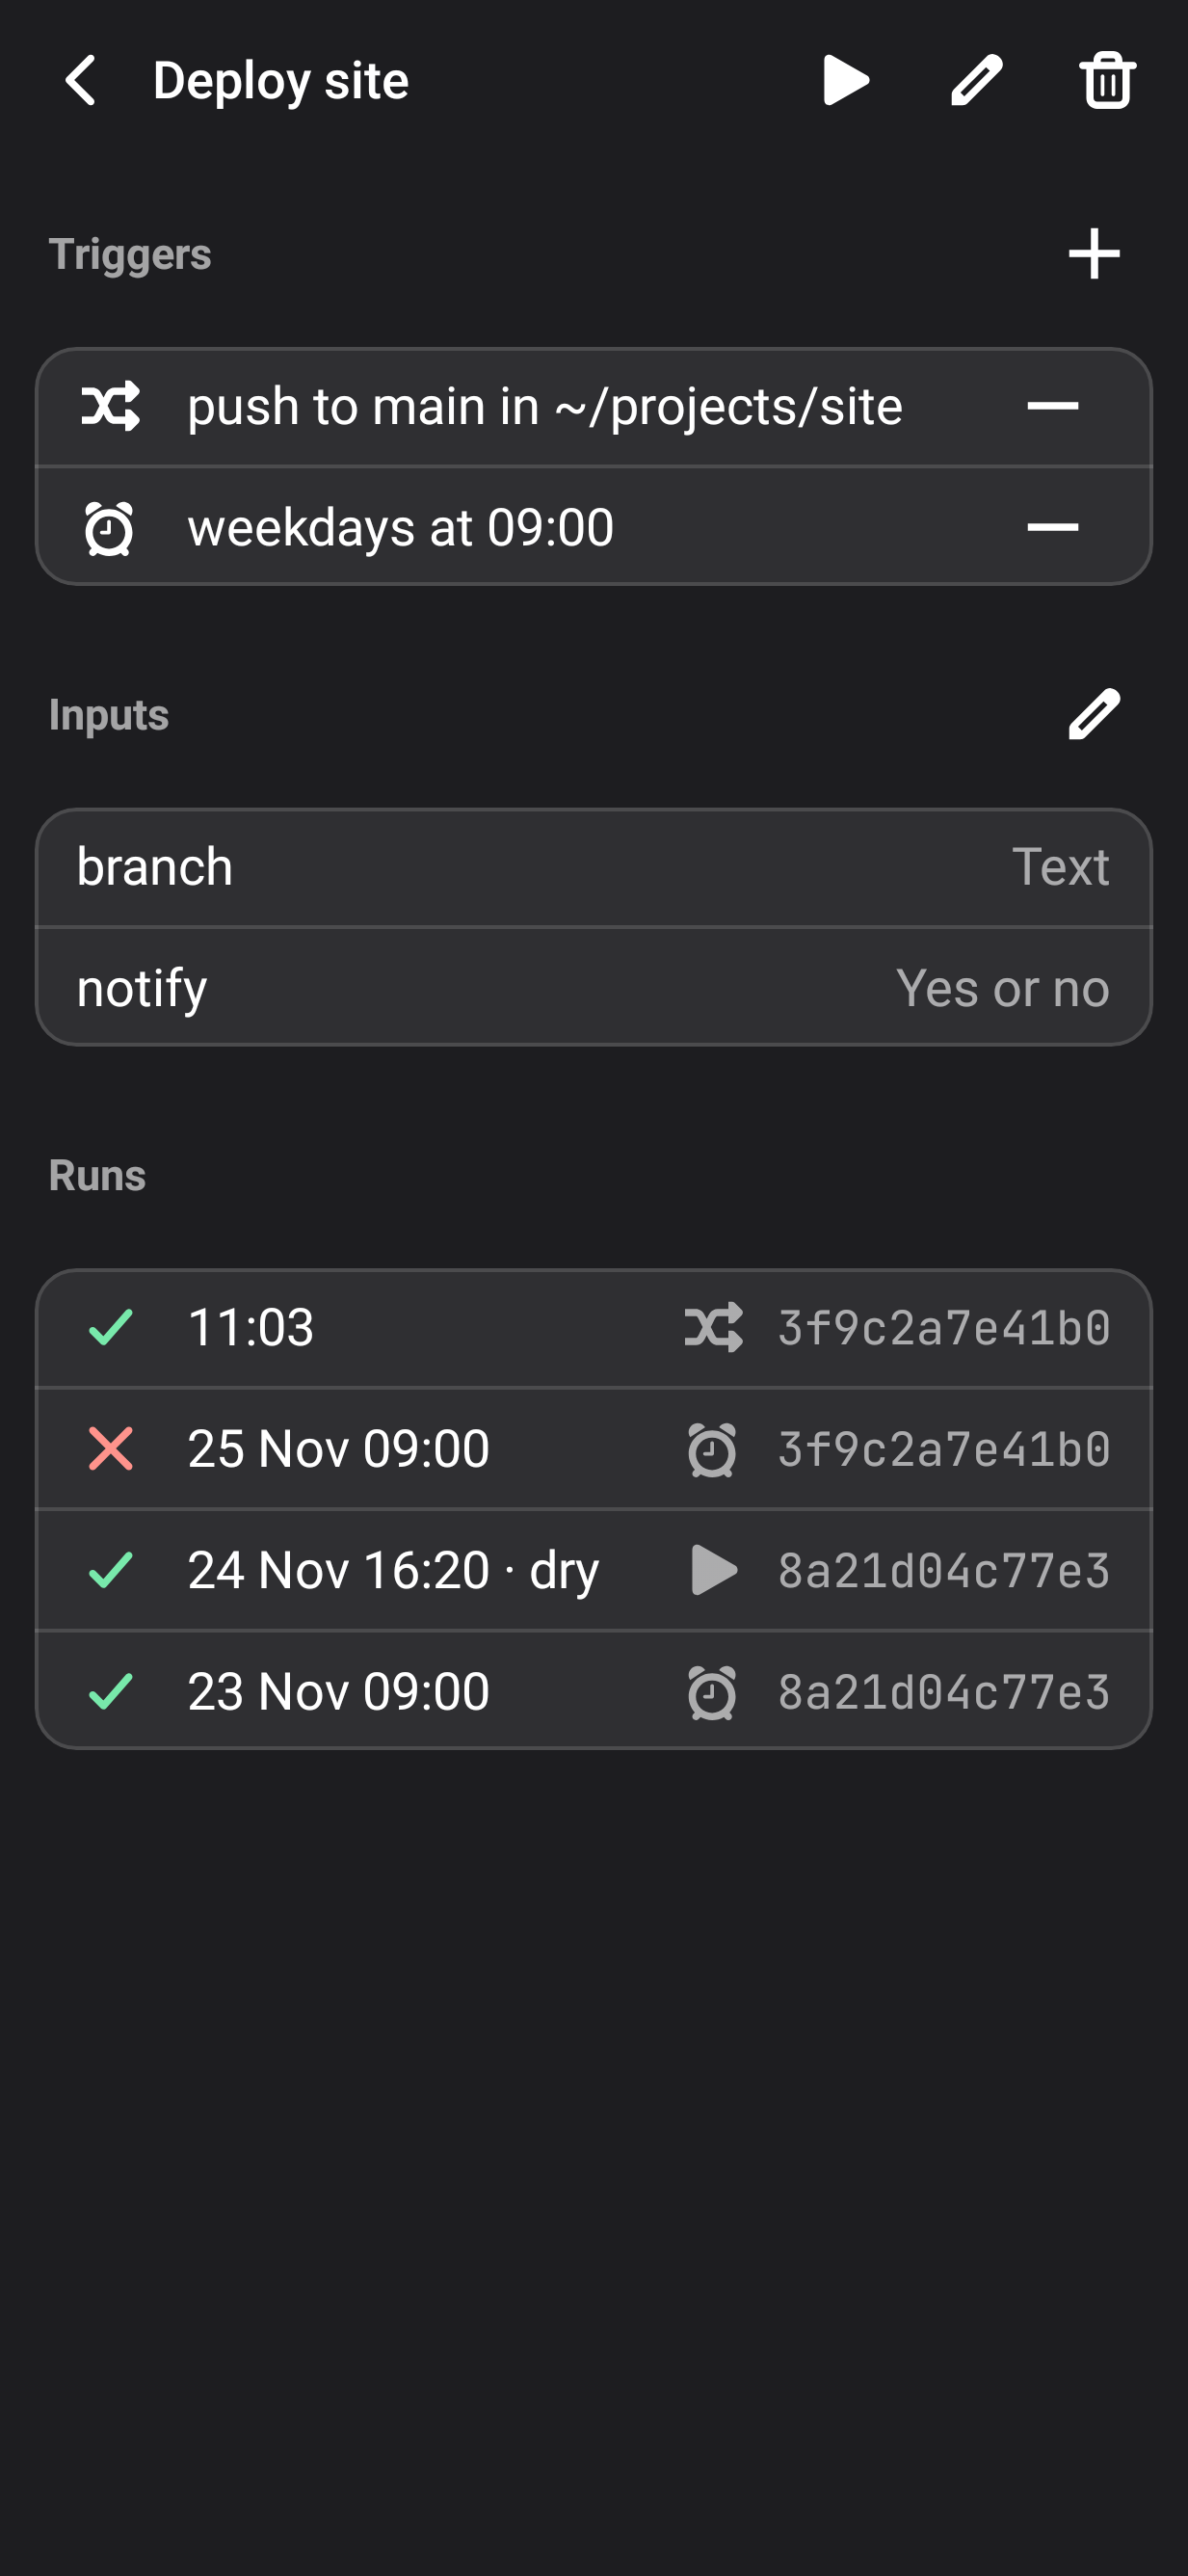 Deploy site
Triggers
push to main in ~/projects/site
weekdays at 09:00
Inputs
branch Text
notify Yes or no
Runs
11:03 3f9c2a7e41b0
25 Nov 09:00 3f9c2a7e41b0
24 Nov 16:20 · dry 8a21d04c77e3
23 Nov 09:00 8a21d04c77e3